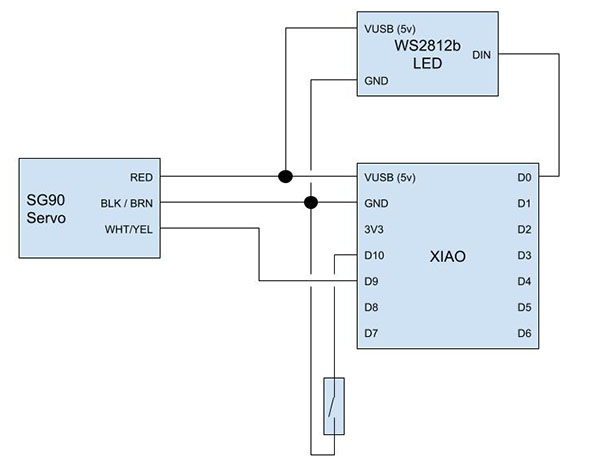 VUSB (5v)
WS2812b
LED
DIN
GND
SG90
Servo
RED
BLK / BRN
WHT/YEL
VUSB (5v)
GND
3V3
D10
D9
D8
D7
XIAO
D0
D1
D2
D3
D4
D5
D6